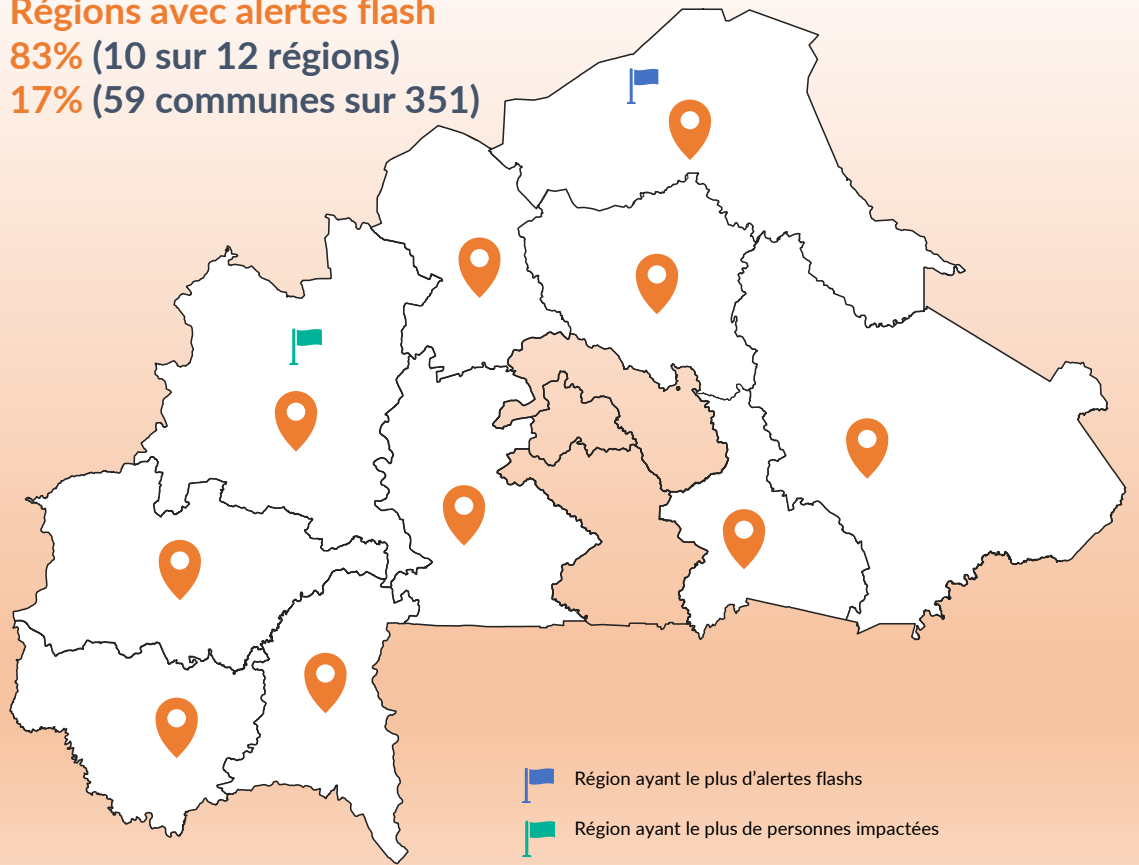 Régions avec alertes flash
83% (10 sur 12 régions)
17% (59 communes sur 351)
Région ayant le plus d’alertes flashs
Région ayant le plus de personnes impactées